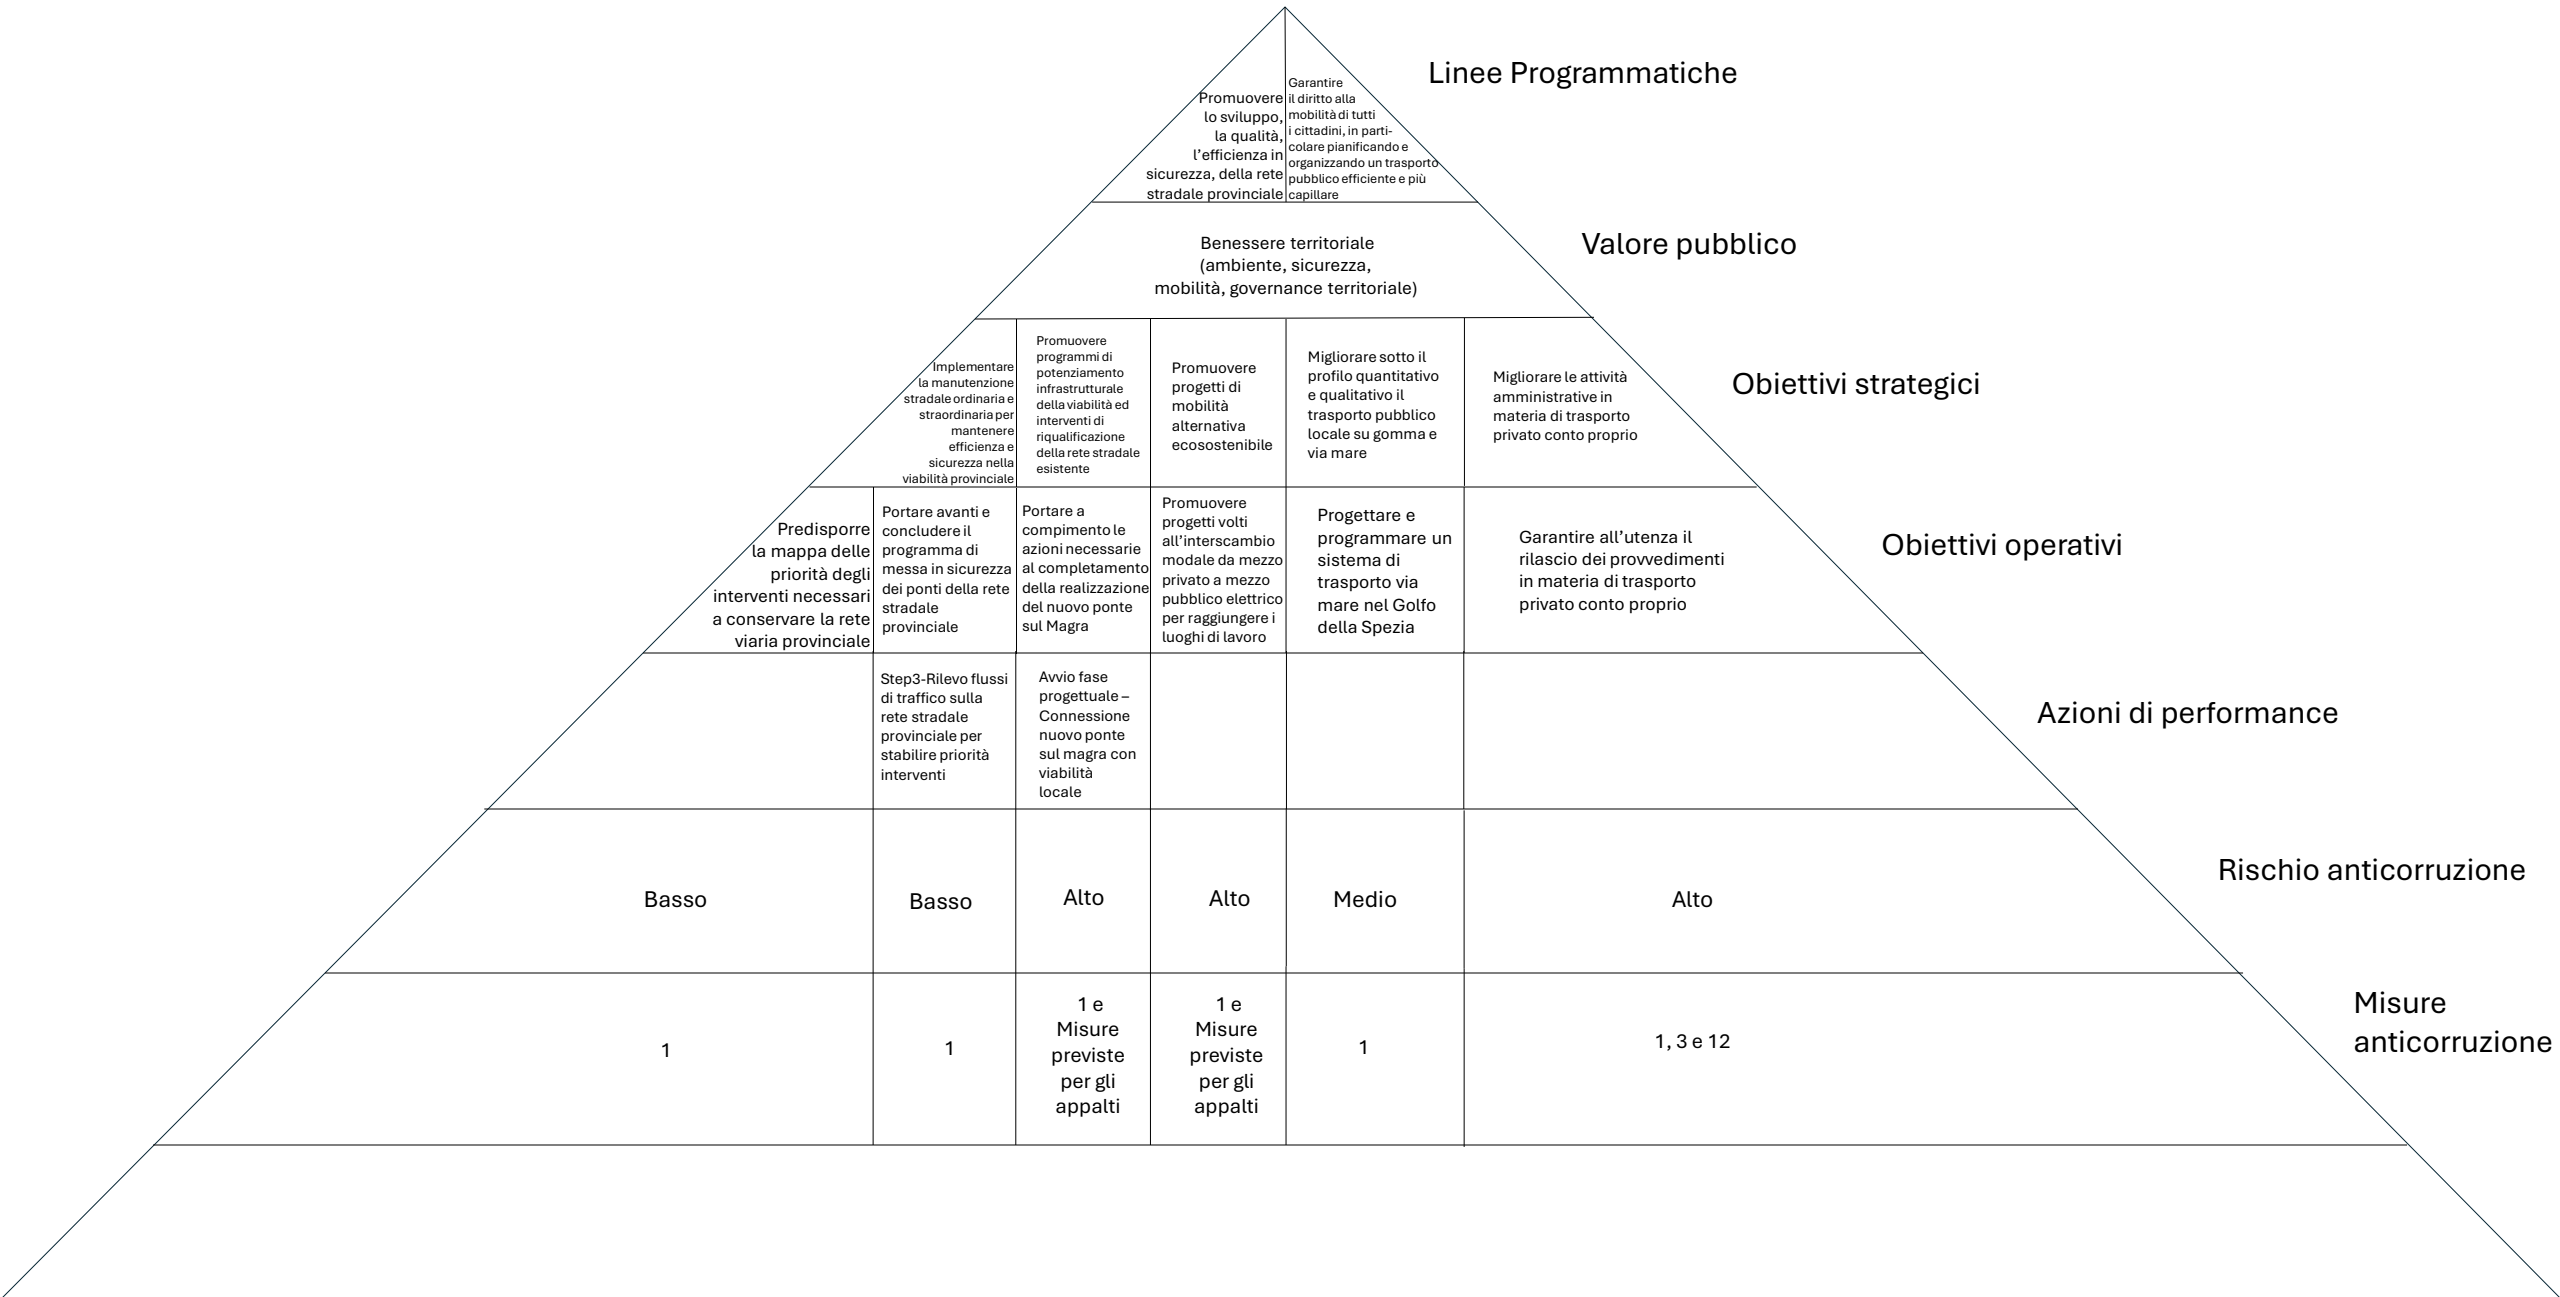 Linee Programmatiche
Promuovere
lo sviluppo,
la qualità,
l’efficienza in
sicurezza, della rete
stradale provinciale
Garantire
il diritto alla
mobilità di tutti
i cittadini, in parti-
colare pianificando e
organizzando un trasporto
pubblico efficiente e più
capillare
Valore pubblico
Benessere territoriale
(ambiente, sicurezza,
mobilità, governance territoriale)
Obiettivi strategici
Implementare
la manutenzione
stradale ordinaria e
straordinaria per
mantenere
efficienza e
sicurezza nella
viabilità provinciale
Promuovere
programmi di
potenziamento
infrastrutturale
della viabilità ed
interventi di
riqualificazione
della rete stradale
esistente
Promuovere
progetti di
mobilità
alternativa
ecosostenibile
Migliorare sotto il
profilo quantitativo
e qualitativo il
trasporto pubblico
locale su gomma e
via mare
Migliorare le attività
amministrative in
materia di trasporto
privato conto proprio
Obiettivi operativi
Predisporre
la mappa delle
priorità degli
interventi necessari
a conservare la rete
viaria provinciale
Portare avanti e
concludere il
programma di
messa in sicurezza
dei ponti della rete
stradale
provinciale
Portare a
compimento le
azioni necessarie
al completamento
della realizzazione
del nuovo ponte
sul Magra
Promuovere
progetti volti
all’interscambio
modale da mezzo
privato a mezzo
pubblico elettrico
per raggiungere i
luoghi di lavoro
Progettare e
programmare un
sistema di
trasporto via
mare nel Golfo
della Spezia
Garantire all’utenza il
rilascio dei provvedimenti
in materia di trasporto
privato conto proprio
Azioni di performance
Step3-Rilevo flussi
di traffico sulla
rete stradale
provinciale per
stabilire priorità
interventi
Avvio fase
progettuale –
Connessione
nuovo ponte
sul magra con
viabilità
locale
Rischio anticorruzione
Basso
Basso
Alto
Alto
Medio
Alto
Misure
anticorruzione
1
1
1 e
Misure
previste
per gli
appalti
1 e
Misure
previste
per gli
appalti
1
1, 3 e 12